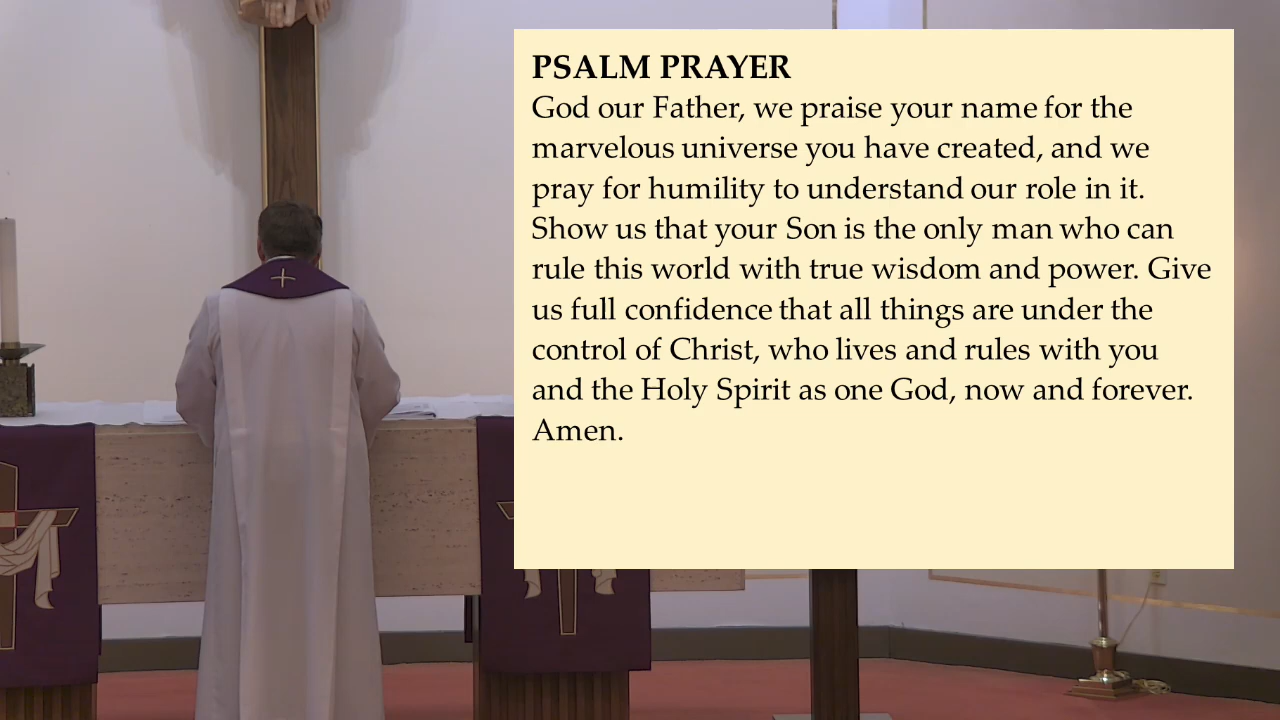 PSALM PRAYER
God our Father, we praise your name for the
marvelous universe you have created, and we
pray for humility to understand our role in it.
Show us that your Son is the only man who can
rule this world with true wisdom and power. Give
us full confidence that all things are under the
control of Christ, who lives and rules with you
and the Holy Spirit as one God, now and forever.
Amen.